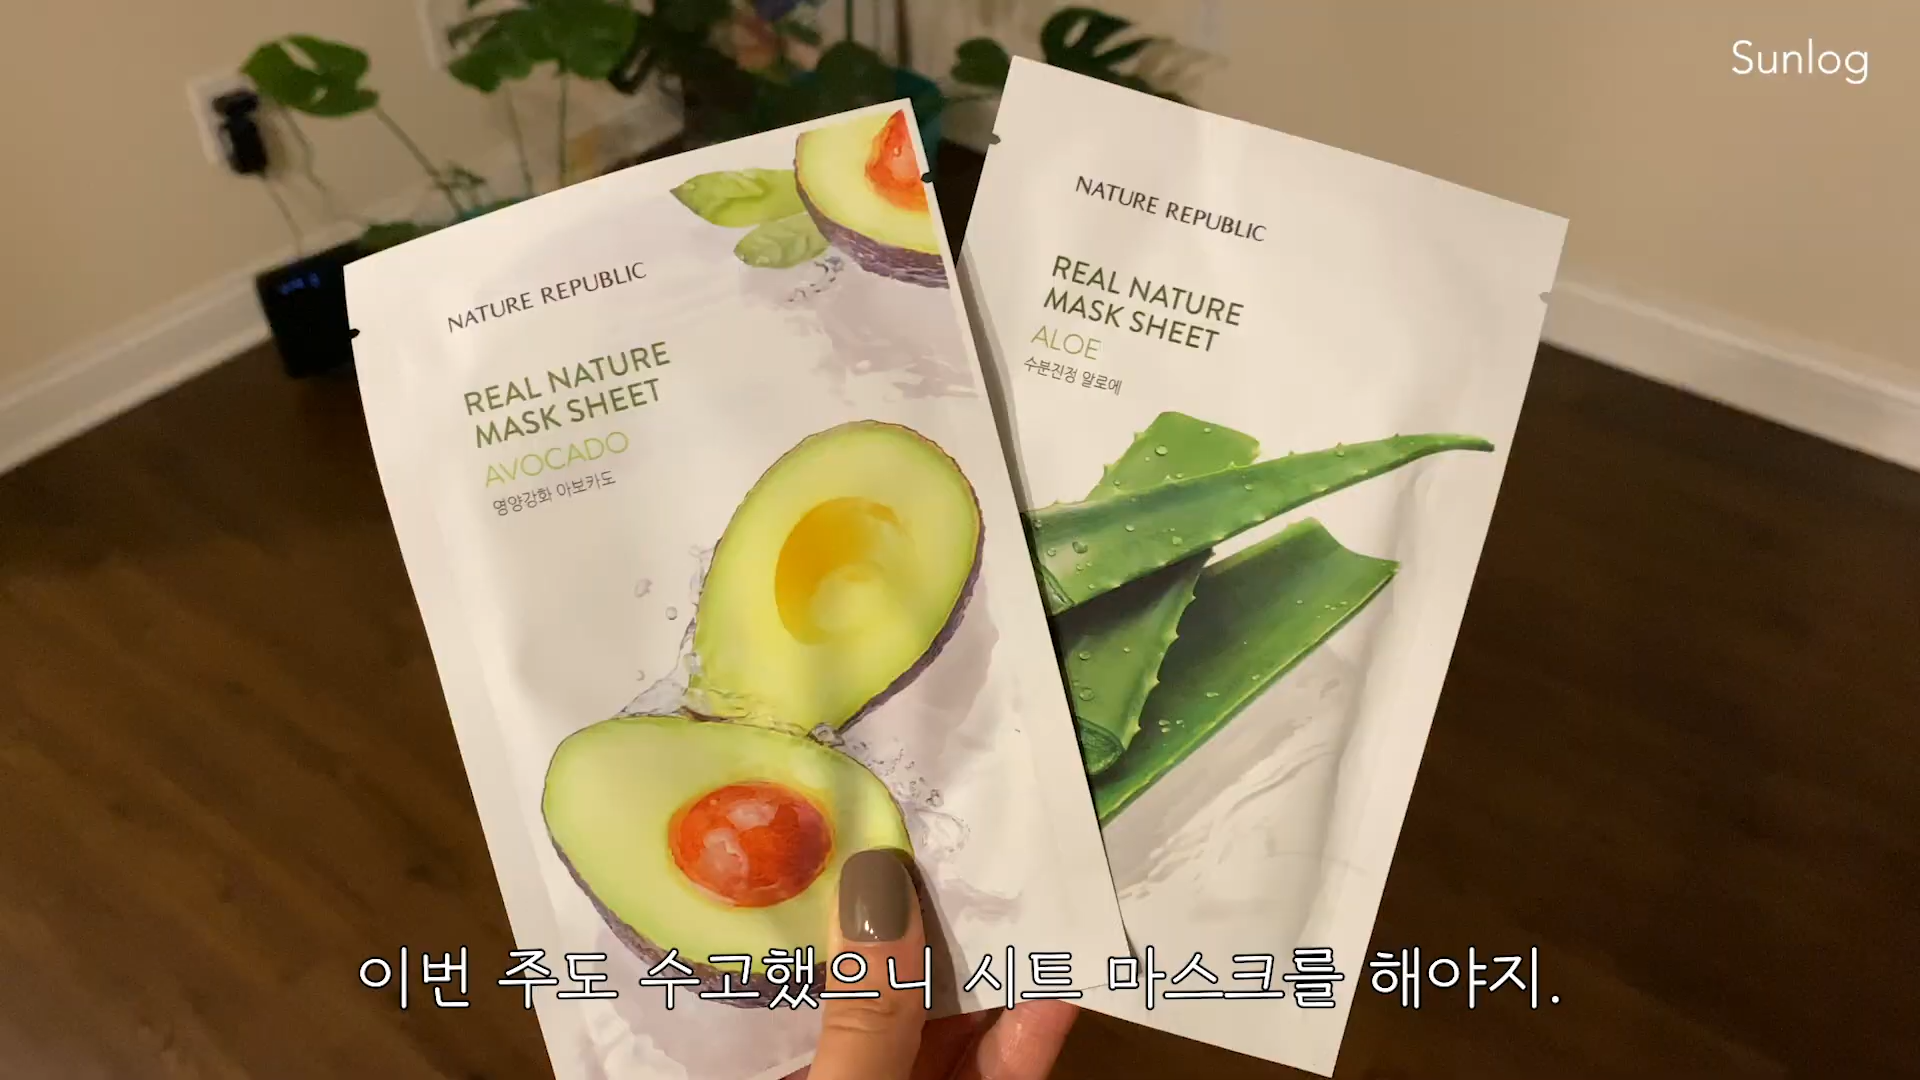 Sunlog
NATURE REPUBLIC
REAL NATURE
MASK SHEET
AVOCADO
영양강화 아보카도
NATURE REPUBLIC
REAL NATURE
MASK SHEET
ALOE
수분진정 알로에
이번 주도 수고했으니 시트 마스크를 해야지.